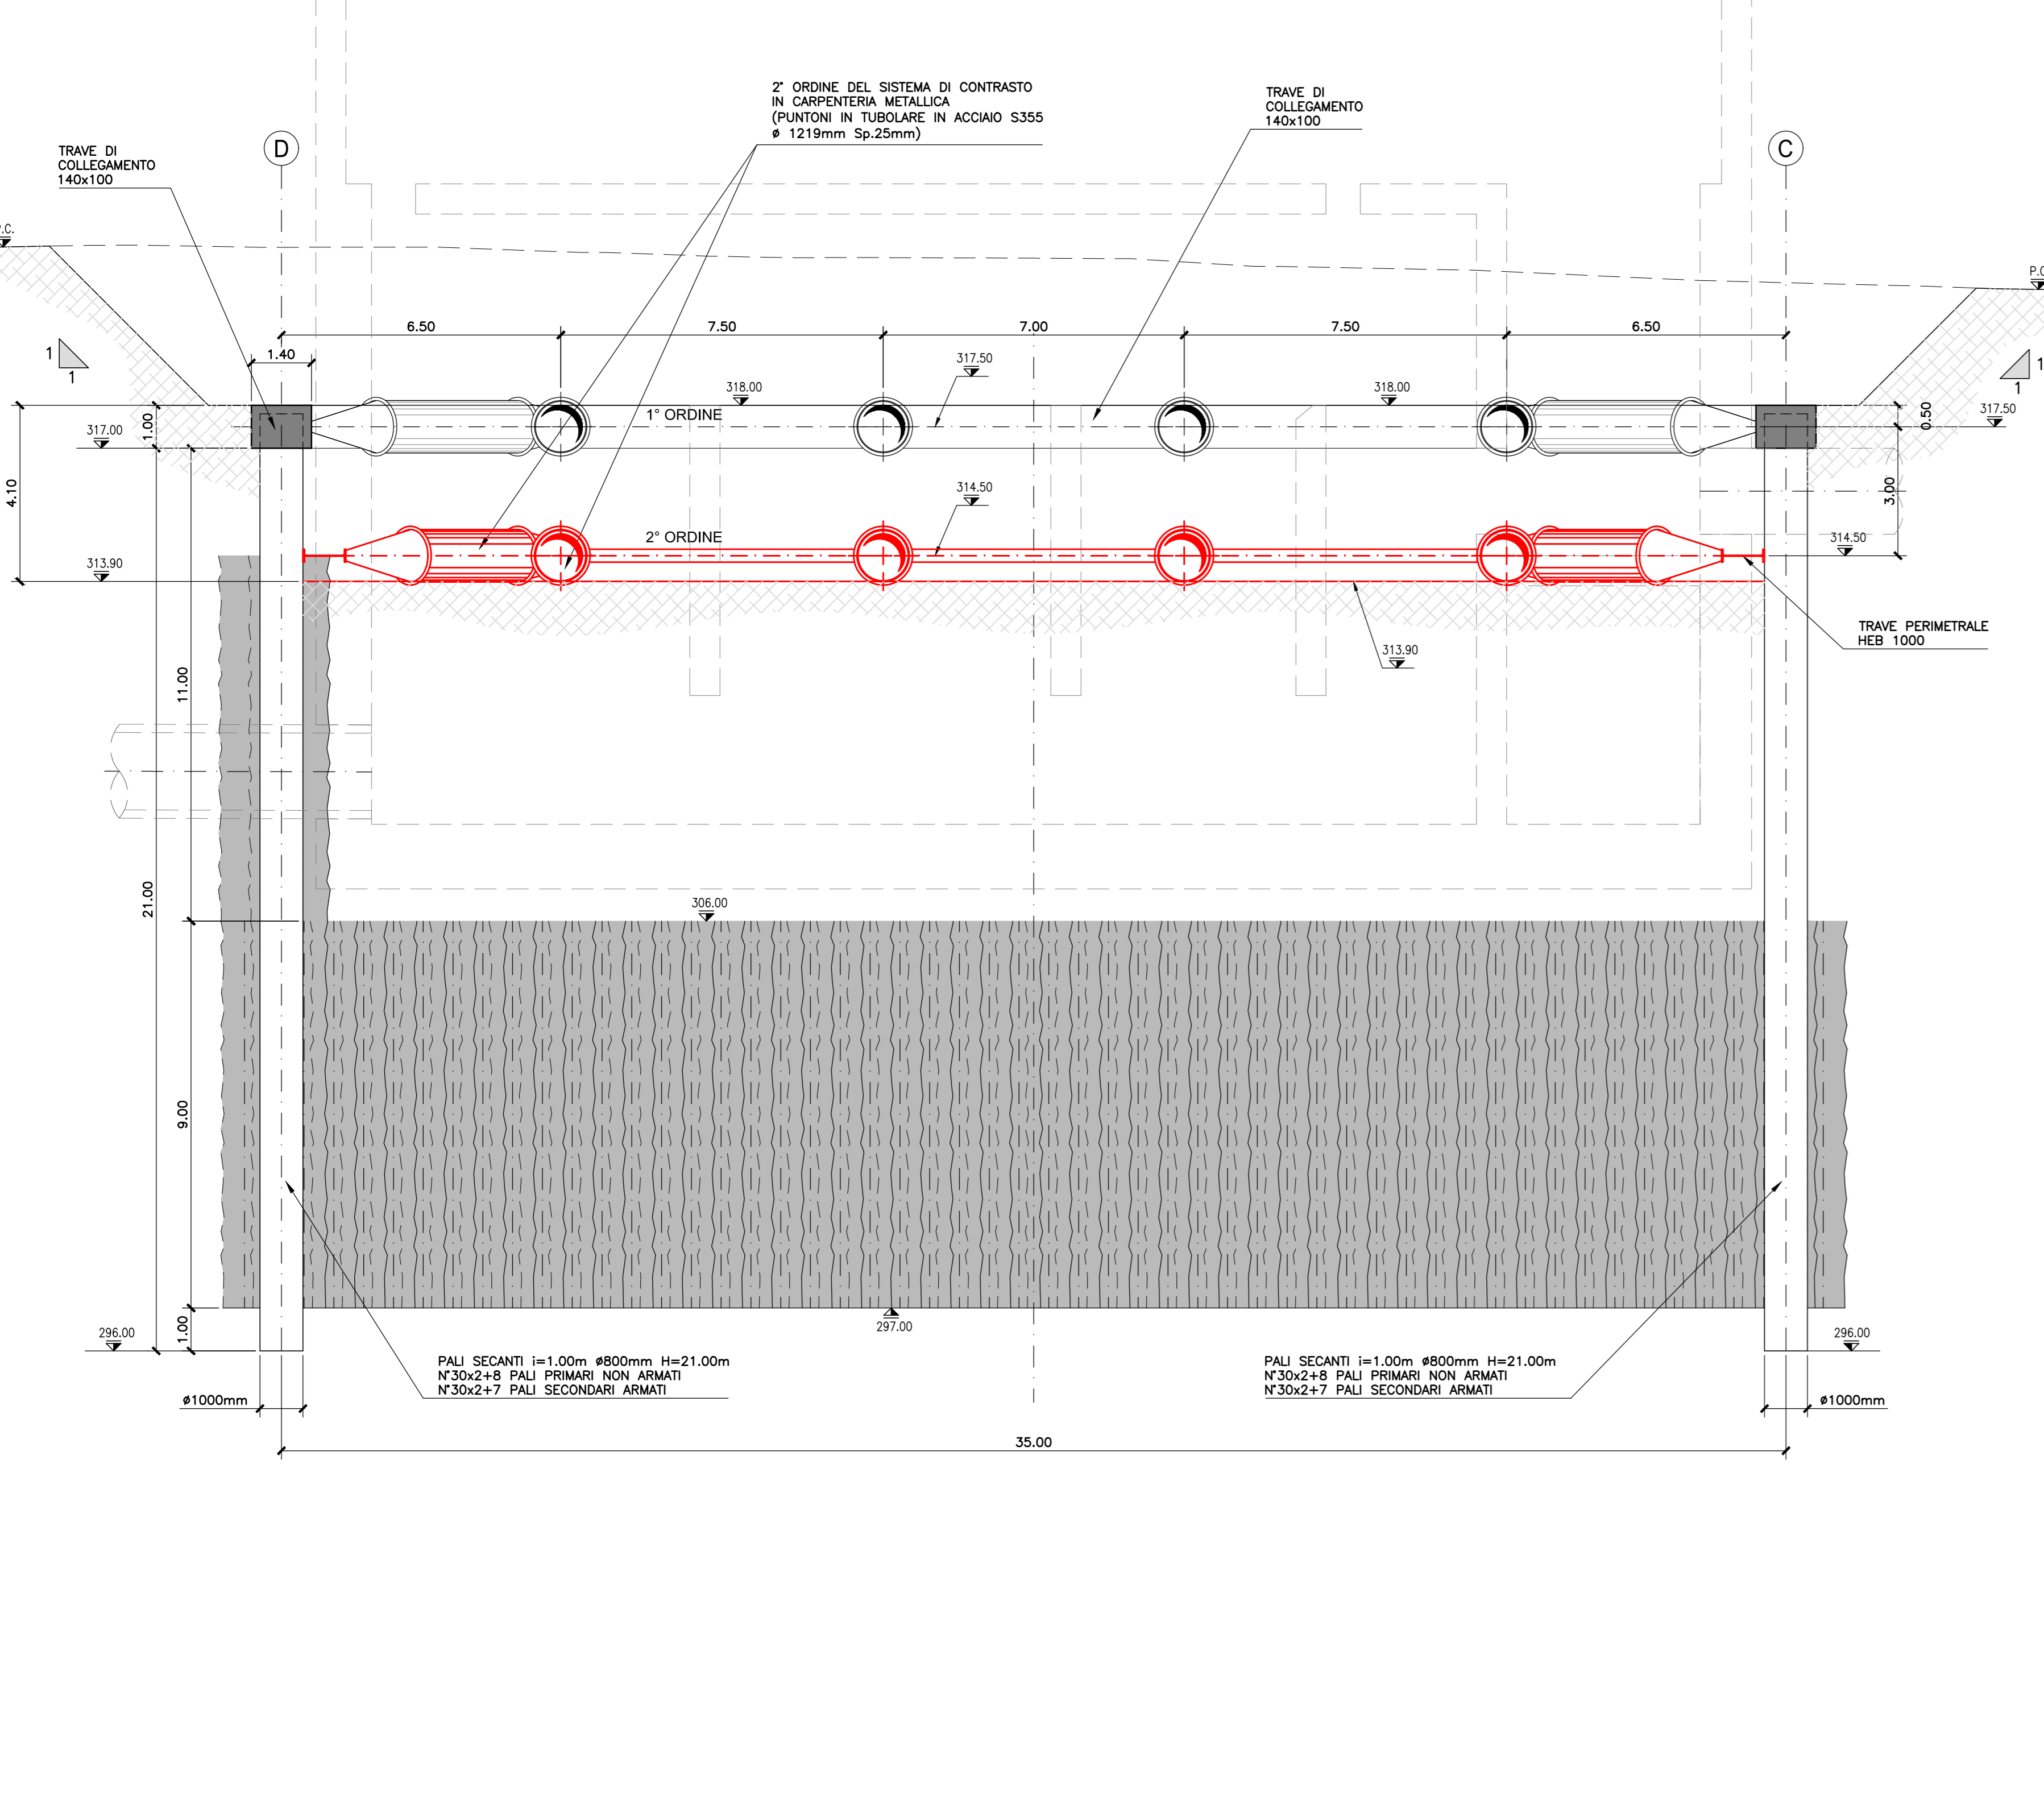 2° ORDINE DEL SISTEMA DI CONTRASTO
IN CARPENTERIA METALLICA
(PUNTONI IN TUBOLARE IN ACCIAIO S355
ø 1219mm Sp.25mm)
TRAVE DI
COLLEGAMENTO
140x100
TRAVE DI
COLLEGAMENTO
140x100
D
C
P.C.
6.50
7.50
7.00
7.50
6.50
1
1
1.40
317.50
1
1
318.00
318.00
1° ORDINE
1.00
317.00
0.50
317.50
4.10
314.50
3.00
2° ORDINE
314.50
313.90
TRAVE PERIMETRALE
HEB 1000
313.90
11.00
21.00
306.00
9.00
1.00
297.00
296.00
296.00
PALI SECANTI i=1.00m ø800mm H=21.00m
N°30x2+8 PALI PRIMARI NON ARMATI
N°30x2+7 PALI SECONDARI ARMATI
PALI SECANTI i=1.00m ø800mm H=21.00m
N°30x2+8 PALI PRIMARI NON ARMATI
N°30x2+7 PALI SECONDARI ARMATI
ø1000mm
ø1000mm
35.00